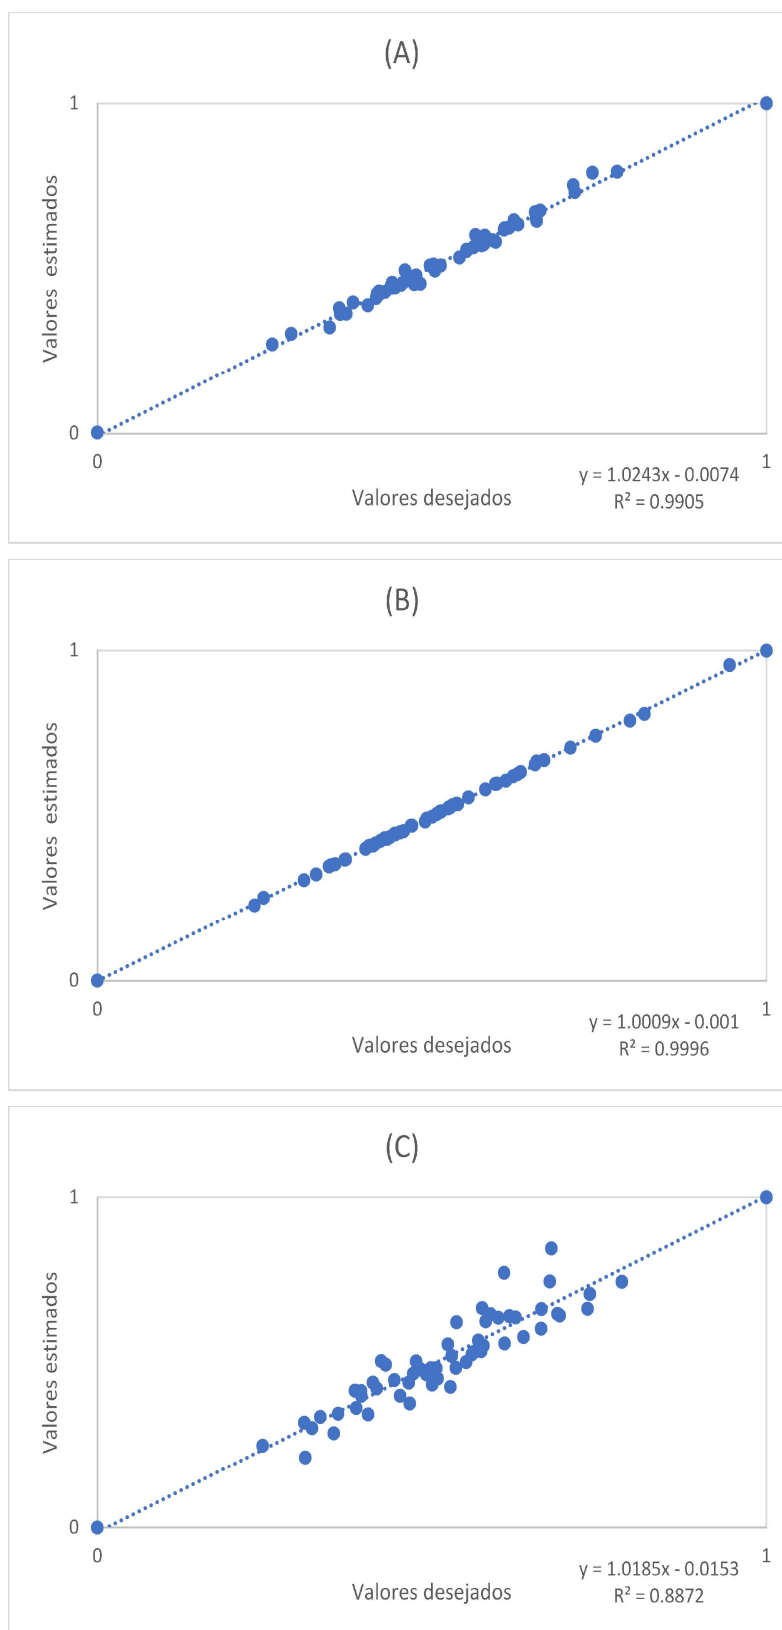 (A)
1
Valores estimados
0
0
1
y = 1.0243x - 0.0074
Valores desejados
R² = 0.9905
(B)
1
Valores estimados
0
0
1
y = 1.0009x - 0.001
Valores desejados
R² = 0.9996
(C)
1
Valores estimados
0
0
1
y = 1.0185x - 0.0153
Valores desejados
R² = 0.8872